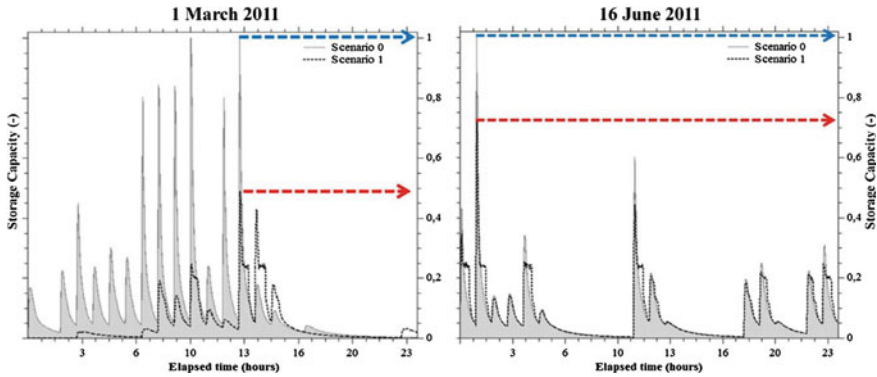 1 March 2011
16 June 2011
Storage Capacity (-)
Scenario 0
Scenario 1
1
0,8
0,6
0,4
0,2
0
3
6
10
13
16
20
23
Elapsed time (hours)
Scenario 0
Scenario 1
1
0,8
0,6
0,4
0,2
0
Storage Capacity (-)
3
6
10
13
16
20
23
Elapsed time (hours)